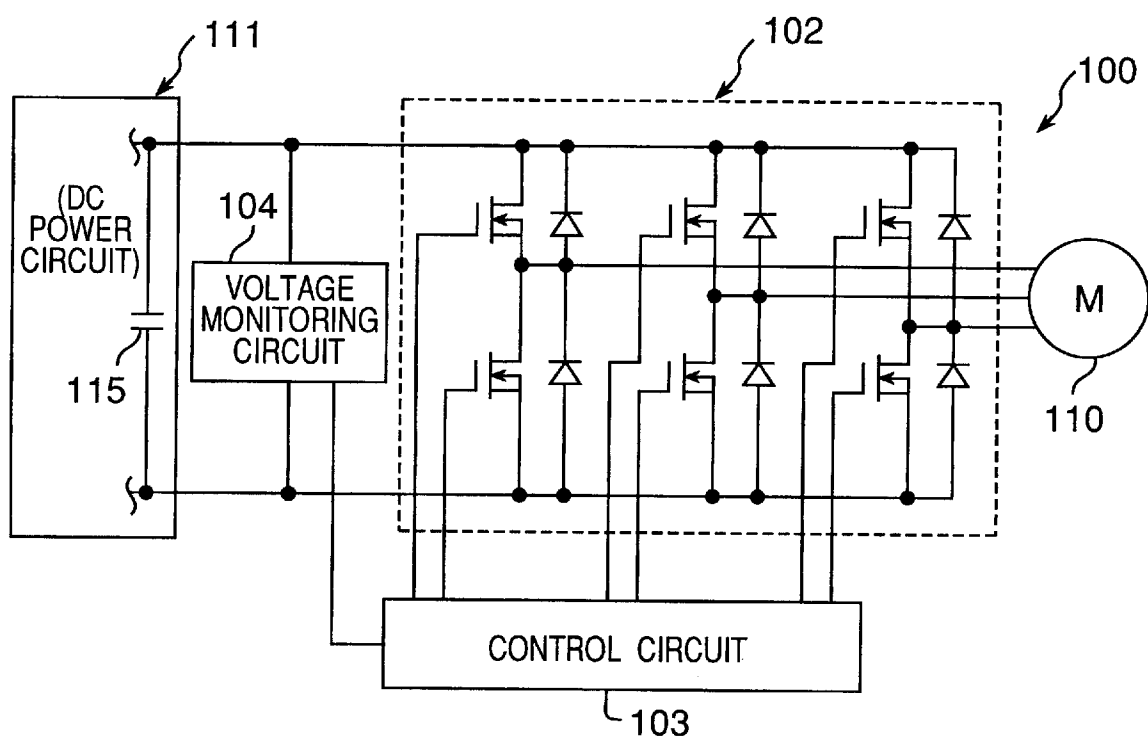 111
102
100
(DC
POWER
CIRCUIT)
104
VOLTAGE
MONITORING
CIRCUIT
115
M
110
CONTROL CIRCUIT
103